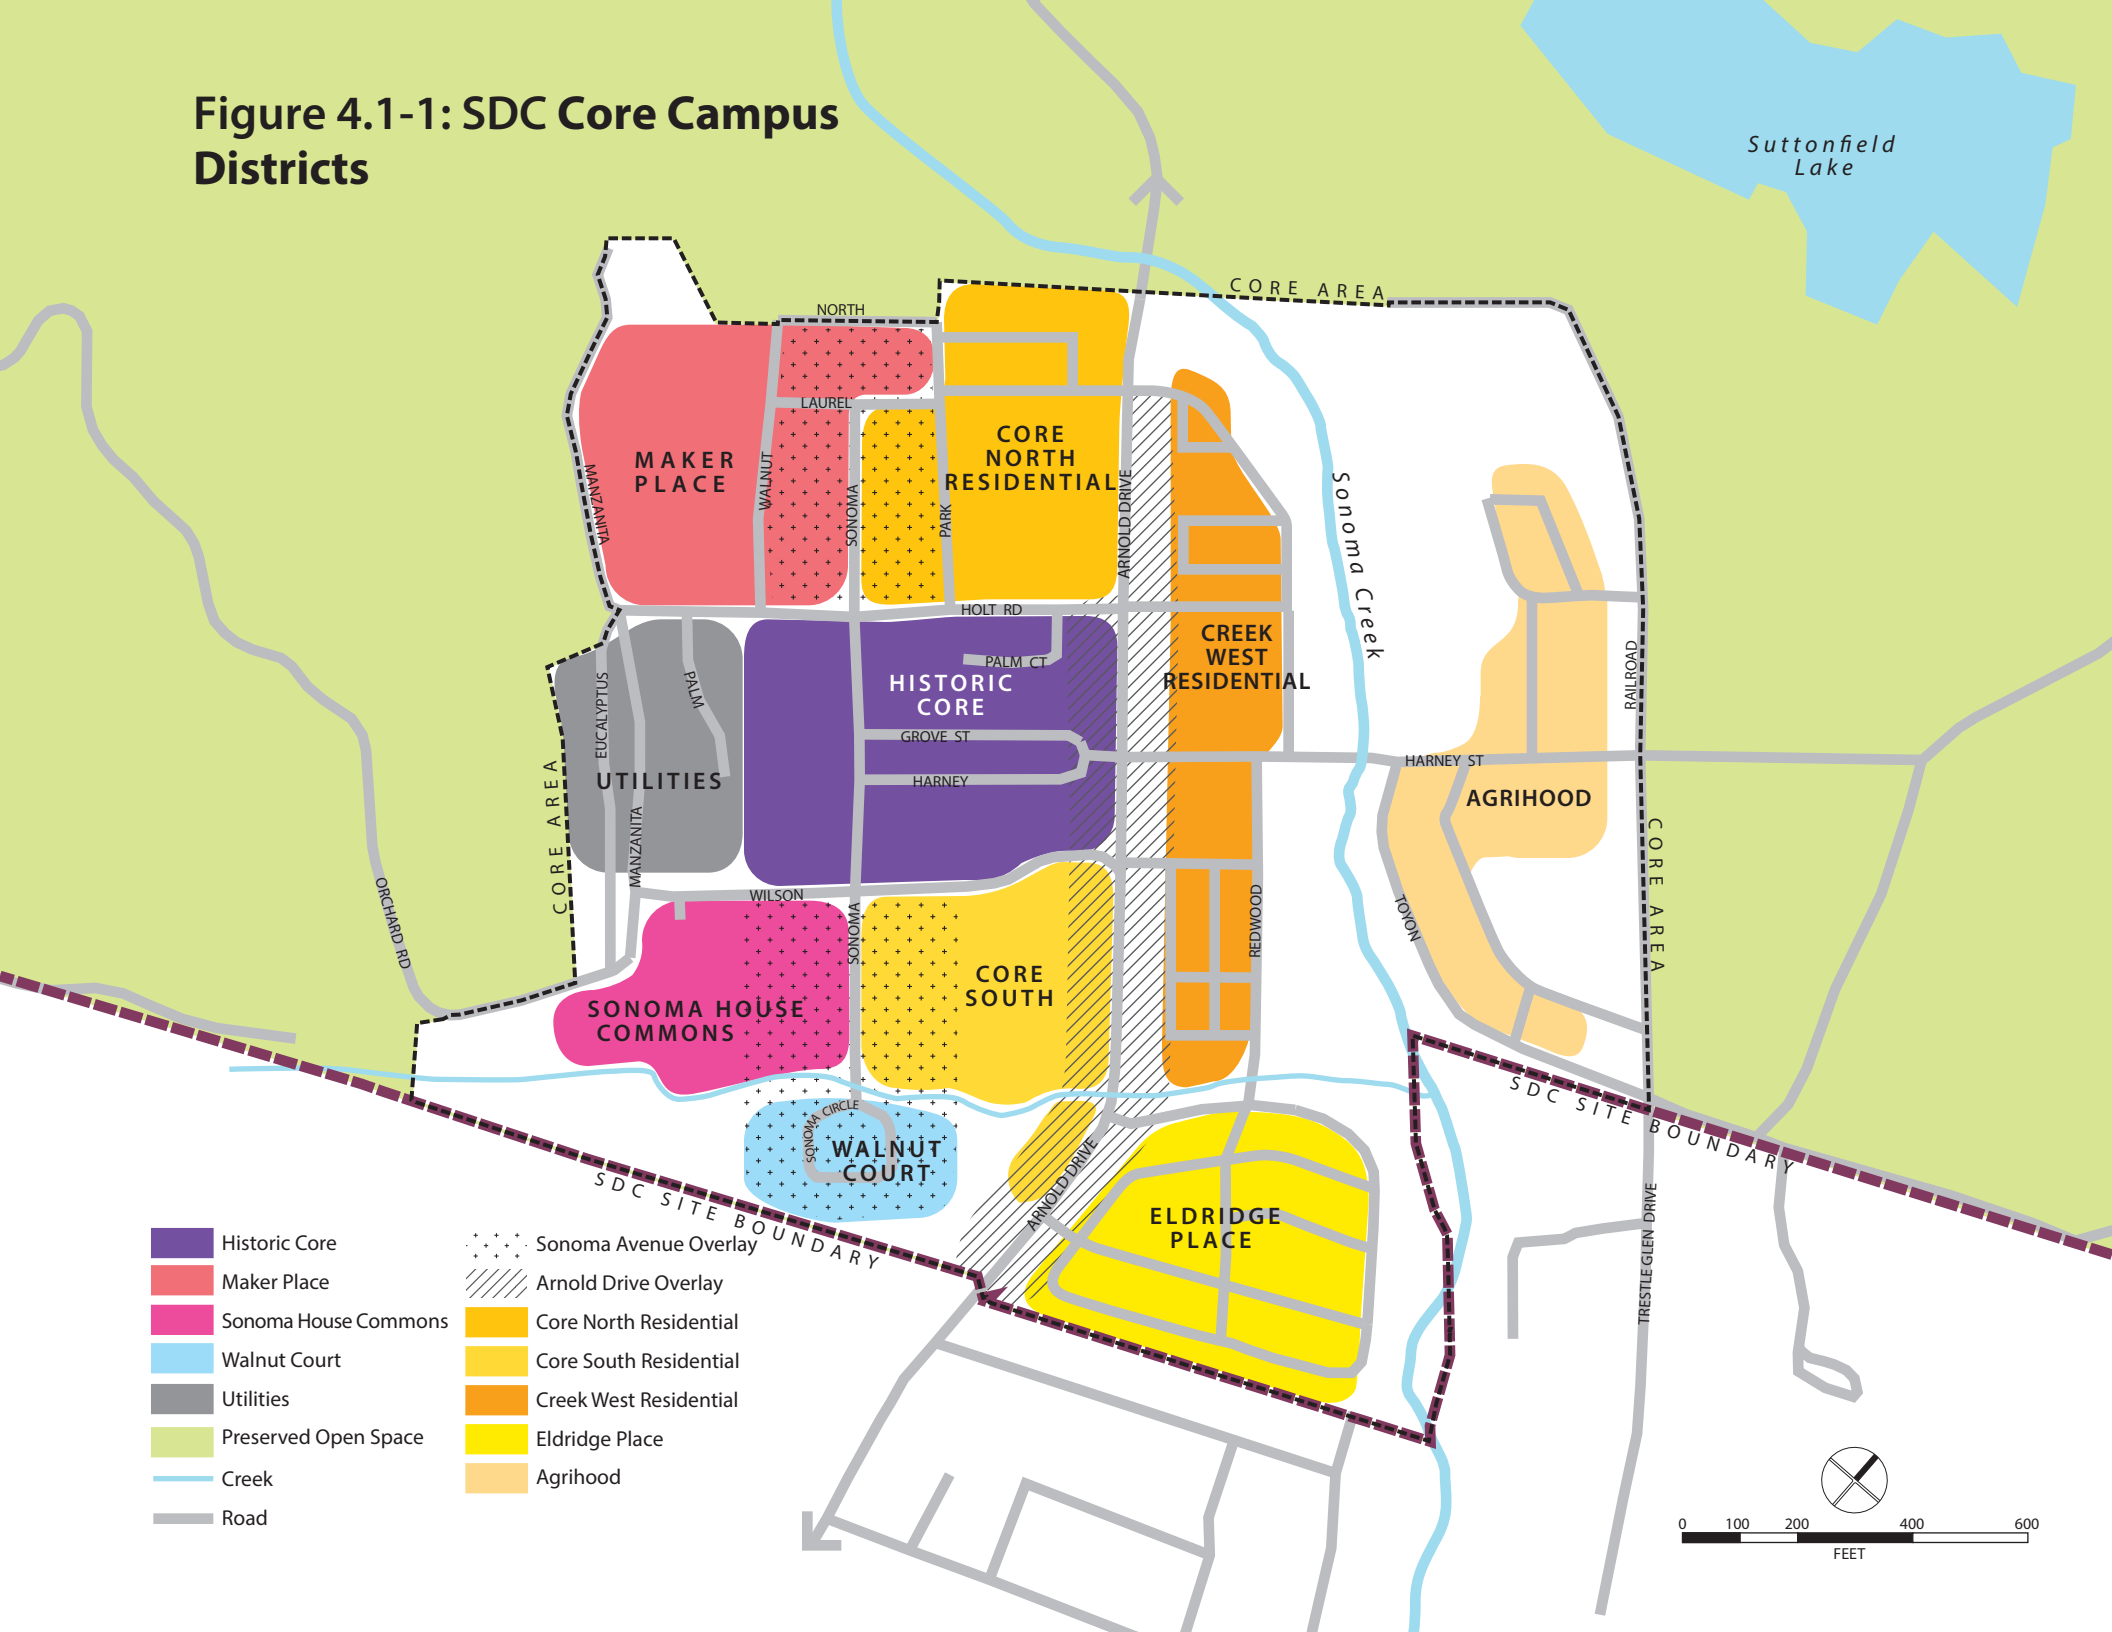 Figure 4.1-1: SDC Core Campus
Districts
Suttonfield
Lake
CORE AREA
NORTH
LAUREL
MAKER
PLACE
MANZANITA
WALNUT
SONOMA
PARK
CORE
NORTH
RESIDENTIAL
ARNOLD DRIVE
Sonoma Creek
HOLT RD
PALM CT
HISTORIC
CORE
GROVE ST
HARNEY
CREEK
WEST
RESIDENTIAL
EUCALYPTUS
PALM
UTILITIES
MANZANITA
CORE AREA
RAILROAD
HARNEY ST
AGRIHOOD
CORE AREA
TOYON
REDWOOD
ORCHARD RD
WILSON
SONOMA
SONOMA HOUSE
COMMONS
CORE
SOUTH
SONOMA CIRCLE
WALNUT
COURT
ARNOLD DRIVE
ELDRIDGE
PLACE
SDC SITE BOUNDARY
SDC SITE BOUNDARY
TRESTLE GLEN DRIVE
Historic Core
Maker Place
Sonoma House Commons
Walnut Court
Utilities
Preserved Open Space
Creek
Road
Sonoma Avenue Overlay
Arnold Drive Overlay
Core North Residential
Core South Residential
Creek West Residential
Eldridge Place
Agrihood
0 100 200 400 600
FEET